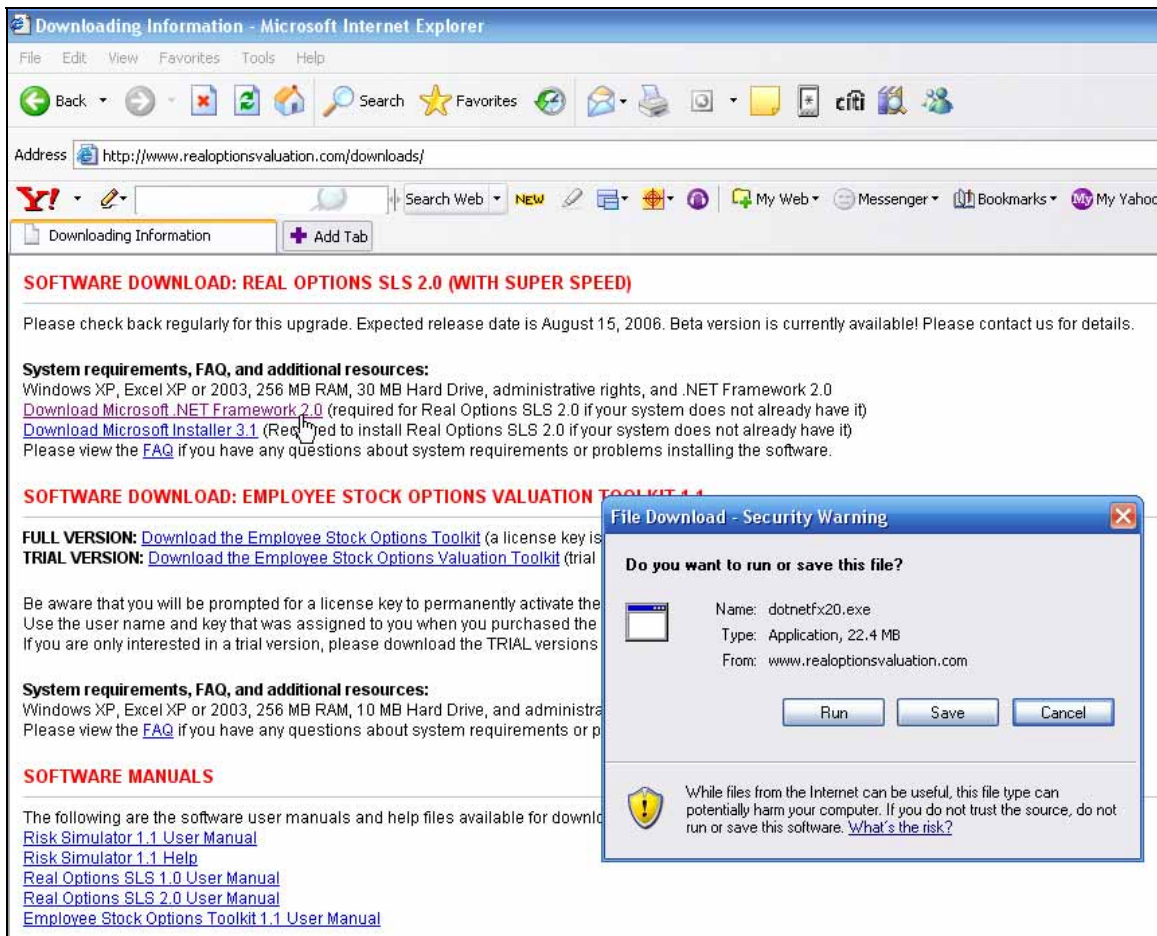 Downloading Information - Microsoft Internet Explorer
File Edit View Favorites Tools Help
Back Search Favorites citi
Address http://www.realoptionsvaluation.com/downloads/
Y! Search Web NEW My Web Messenger Bookmarks My Yahoo
Downloading Information Add Tab
SOFTWARE DOWNLOAD: REAL OPTIONS SLS 2.0 (WITH SUPER SPEED)
Please check back regularly for this upgrade. Expected release date is August 15, 2006. Beta version is currently available! Please contact us for details.
System requirements, FAQ, and additional resources:
Windows XP, Excel XP or 2003, 256 MB RAM, 30 MB Hard Drive, administrative rights, and .NET Framework 2.0
Download Microsoft .NET Framework 2.0 (required for Real Options SLS 2.0 if your system does not already have it)
Download Microsoft Installer 3.1 (Required to install Real Options SLS 2.0 if your system does not already have it)
Please view the FAQ if you have any questions about system requirements or problems installing the software.
SOFTWARE DOWNLOAD: EMPLOYEE STOCK OPTIONS VALUATION TOOLKIT 1.1
FULL VERSION: Download the Employee Stock Options Toolkit (a license key is
TRIAL VERSION: Download the Employee Stock Options Valuation Toolkit (trial
Be aware that you will be prompted for a license key to permanently activate the
Use the user name and key that was assigned to you when you purchased the
If you are only interested in a trial version, please download the TRIAL versions
System requirements, FAQ, and additional resources:
Windows XP, Excel XP or 2003, 256 MB RAM, 10 MB Hard Drive, and administra
Please view the FAQ if you have any questions about system requirements or p
SOFTWARE MANUALS
The following are the software user manuals and help files available for downlo
Risk Simulator 1.1 User Manual
Risk Simulator 1.1 Help
Real Options SLS 1.0 User Manual
Real Options SLS 2.0 User Manual
Employee Stock Options Toolkit 1.1 User Manual
File Download - Security Warning
Do you want to run or save this file?
Name: dotnetfx20.exe
Type: Application, 22.4 MB
From: www.realoptionsvaluation.com
Run Save Cancel
While files from the Internet can be useful, this file type can
potentially harm your computer. If you do not trust the source, do not
run or save this software. What's the risk?